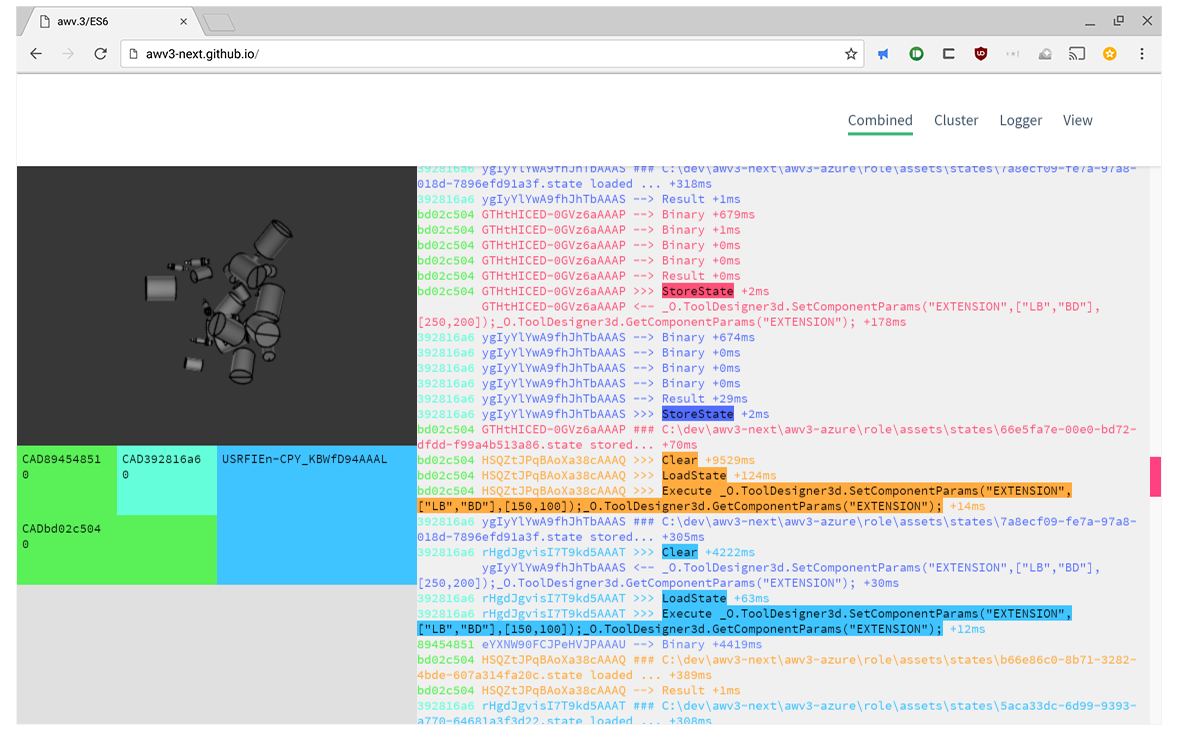 awv.3/ES6
awv3-next.github.io/
Combined Cluster Logger View
392816a6 ygIyYlYwA9fhJhTbAAAS ### C:\dev\awv3-next\awv3-azure\role\assets\states\7a8ecf09-fe7a-97a8-
018d-7896efd91a3f.state loaded ... +318ms
392816a6 ygIyYlYwA9fhJhTbAAAS --> Result +1ms
bd02c504 GTHtHICED-0GVz6aAAAP --> Binary +679ms
bd02c504 GTHtHICED-0GVz6aAAAP --> Binary +1ms
bd02c504 GTHtHICED-0GVz6aAAAP --> Binary +0ms
bd02c504 GTHtHICED-0GVz6aAAAP --> Binary +0ms
bd02c504 GTHtHICED-0GVz6aAAAP --> Result +0ms
bd02c504 GTHtHICED-0GVz6aAAAP >>> StoreState +2ms
GTHtHICED-0GVz6aAAAP <-- _O.ToolDesigner3d.SetComponentParams("EXTENSION",["LB","BD"],
[250,200]);_O.ToolDesigner3d.GetComponentParams("EXTENSION"); +178ms
392816a6 ygIyYlYwA9fhJhTbAAAS --> Binary +674ms
392816a6 ygIyYlYwA9fhJhTbAAAS --> Binary +0ms
392816a6 ygIyYlYwA9fhJhTbAAAS --> Binary +0ms
392816a6 ygIyYlYwA9fhJhTbAAAS --> Binary +0ms
392816a6 ygIyYlYwA9fhJhTbAAAS --> Result +29ms
392816a6 ygIyYlYwA9fhJhTbAAAS >>> StoreState +2ms
bd02c504 GTHtHICED-0GVz6aAAAP ### C:\dev\awv3-next\awv3-azure\role\assets\states\66e5fa7e-00e0-bd72-
dfdd-f99a4b513a86.state stored... +70ms
bd02c504 HSQZtJPqBAoXa38cAAAQ >>> Clear +9529ms
bd02c504 HSQZtJPqBAoXa38cAAAQ >>> LoadState +124ms
bd02c504 HSQZtJPqBAoXa38cAAAQ >>> Execute _O.ToolDesigner3d.SetComponentParams("EXTENSION",
["LB","BD"],[150,100]);_O.ToolDesigner3d.GetComponentParams("EXTENSION"); +14ms
392816a6 ygIyYlYwA9fhJhTbAAAS ### C:\dev\awv3-next\awv3-azure\role\assets\states\7a8ecf09-fe7a-97a8-
018d-7896efd91a3f.state stored... +305ms
392816a6 rHgdJgvisI7T9kd5AAAT >>> Clear +4222ms
ygIyYlYwA9fhJhTbAAAS <-- _O.ToolDesigner3d.SetComponentParams("EXTENSION",["LB","BD"],
[250,200]);_O.ToolDesigner3d.GetComponentParams("EXTENSION"); +30ms
392816a6 rHgdJgvisI7T9kd5AAAT >>> LoadState +63ms
392816a6 rHgdJgvisI7T9kd5AAAT >>> Execute _O.ToolDesigner3d.SetComponentParams("EXTENSION",
["LB","BD"],[150,100]);_O.ToolDesigner3d.GetComponentParams("EXTENSION"); +12ms
89454851 eYXNW90FCJPeHVJPAAAU --> Binary +4419ms
bd02c504 HSQZtJPqBAoXa38cAAAQ ### C:\dev\awv3-next\awv3-azure\role\assets\states\b66e86c0-8b71-3282-
4bde-607a314fa20c.state loaded ... +389ms
bd02c504 HSQZtJPqBAoXa38cAAAQ --> Result +1ms
392816a6 rHgdJgvisI7T9kd5AAAT ### C:\dev\awv3-next\awv3-azure\role\assets\states\5aca33dc-6d99-9393-
a770-64681a3f3d22.state loaded ... +308ms
CAD89454851
0
CAD392816a6
0
USRFIEn-CPY_KBWfD94AAAL
CADbd02c504
0